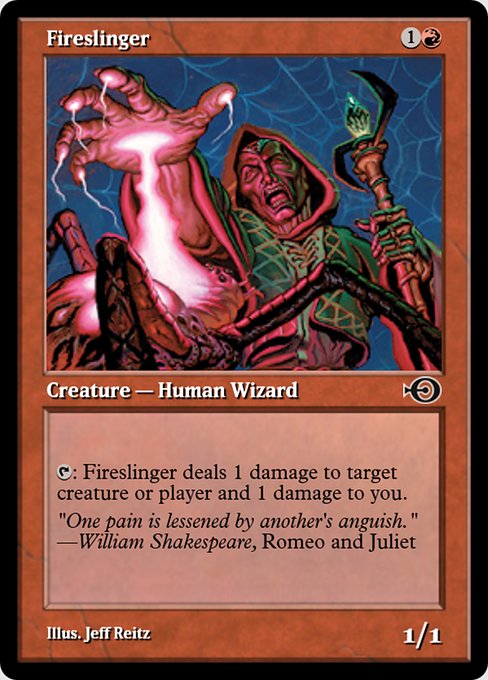 Fireslinger
1
Creature — Human Wizard
: Fireslinger deals 1 damage to target
creature or player and 1 damage to you.
"One pain is lessened by another's anguish."
—William Shakespeare, Romeo and Juliet
Illus. Jeff Reitz
1/1